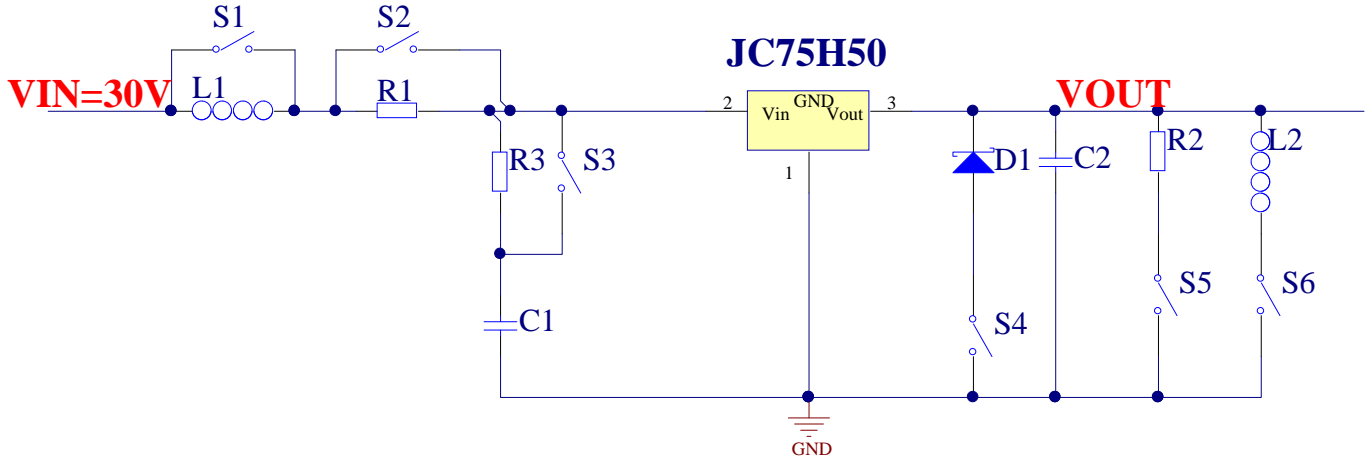 S1
S2
JC75H50
VIN=30V
L1
R1
2
GND
3
Vin
Vout
VOUT
R3
S3
1
D1
C2
R2
L2
S5
S6
C1
S4
GND